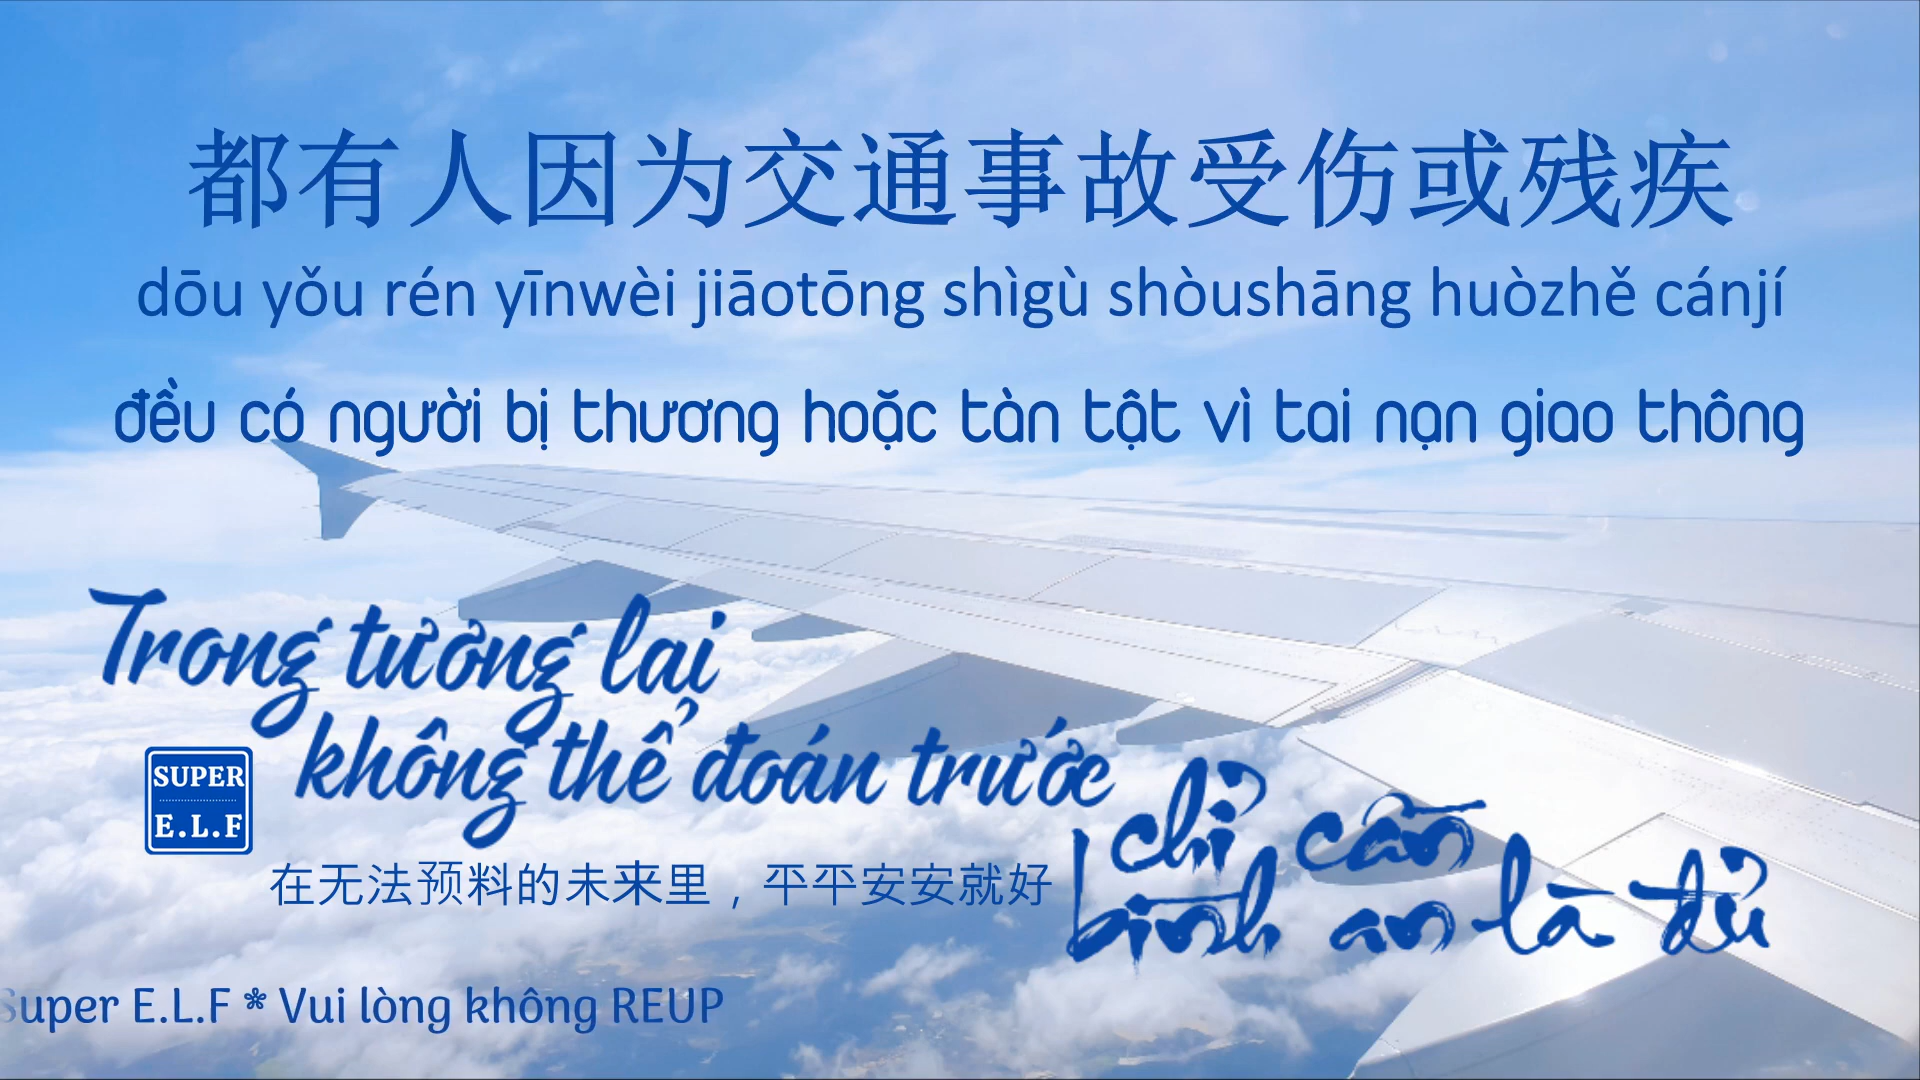 都有人因为交通事故受伤或残疾
dōu yǒu rén yīnwèi jiāotōng shìgù shòushāng huòzhě cánjí
đều có người bị thương hoặc tàn tật vì tai nạn giao thông
Trong tương lai
không thể đoán trước
chỉ cần
bình an là đủ
SUPER
E.L.F
在无法预料的未来里，平平安安就好
Super E.L.F * Vui lòng không REUP